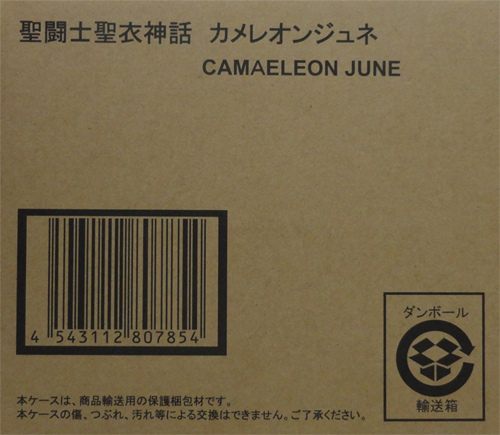 聖闘士聖衣神話 カメレオンジュネ
CAMAELEON JUNE
4 543112 807854
ダンボール
輸送箱
本ケースは、商品輸送用の保護梱包材です。
本ケースの傷、つぶれ、汚れ等による交換はできません。ご了承ください。